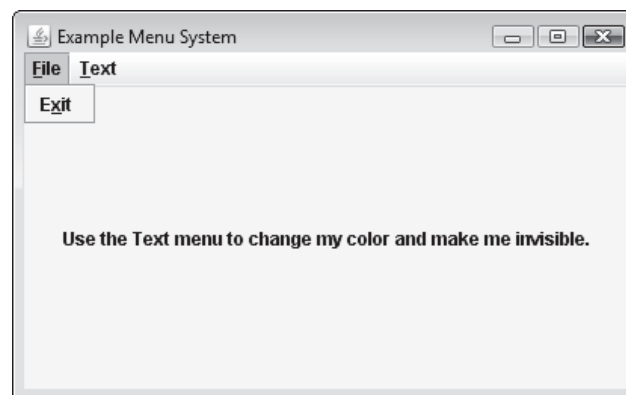 Example Menu System
File Text
Exit
Use the Text menu to change my color and make me invisible.